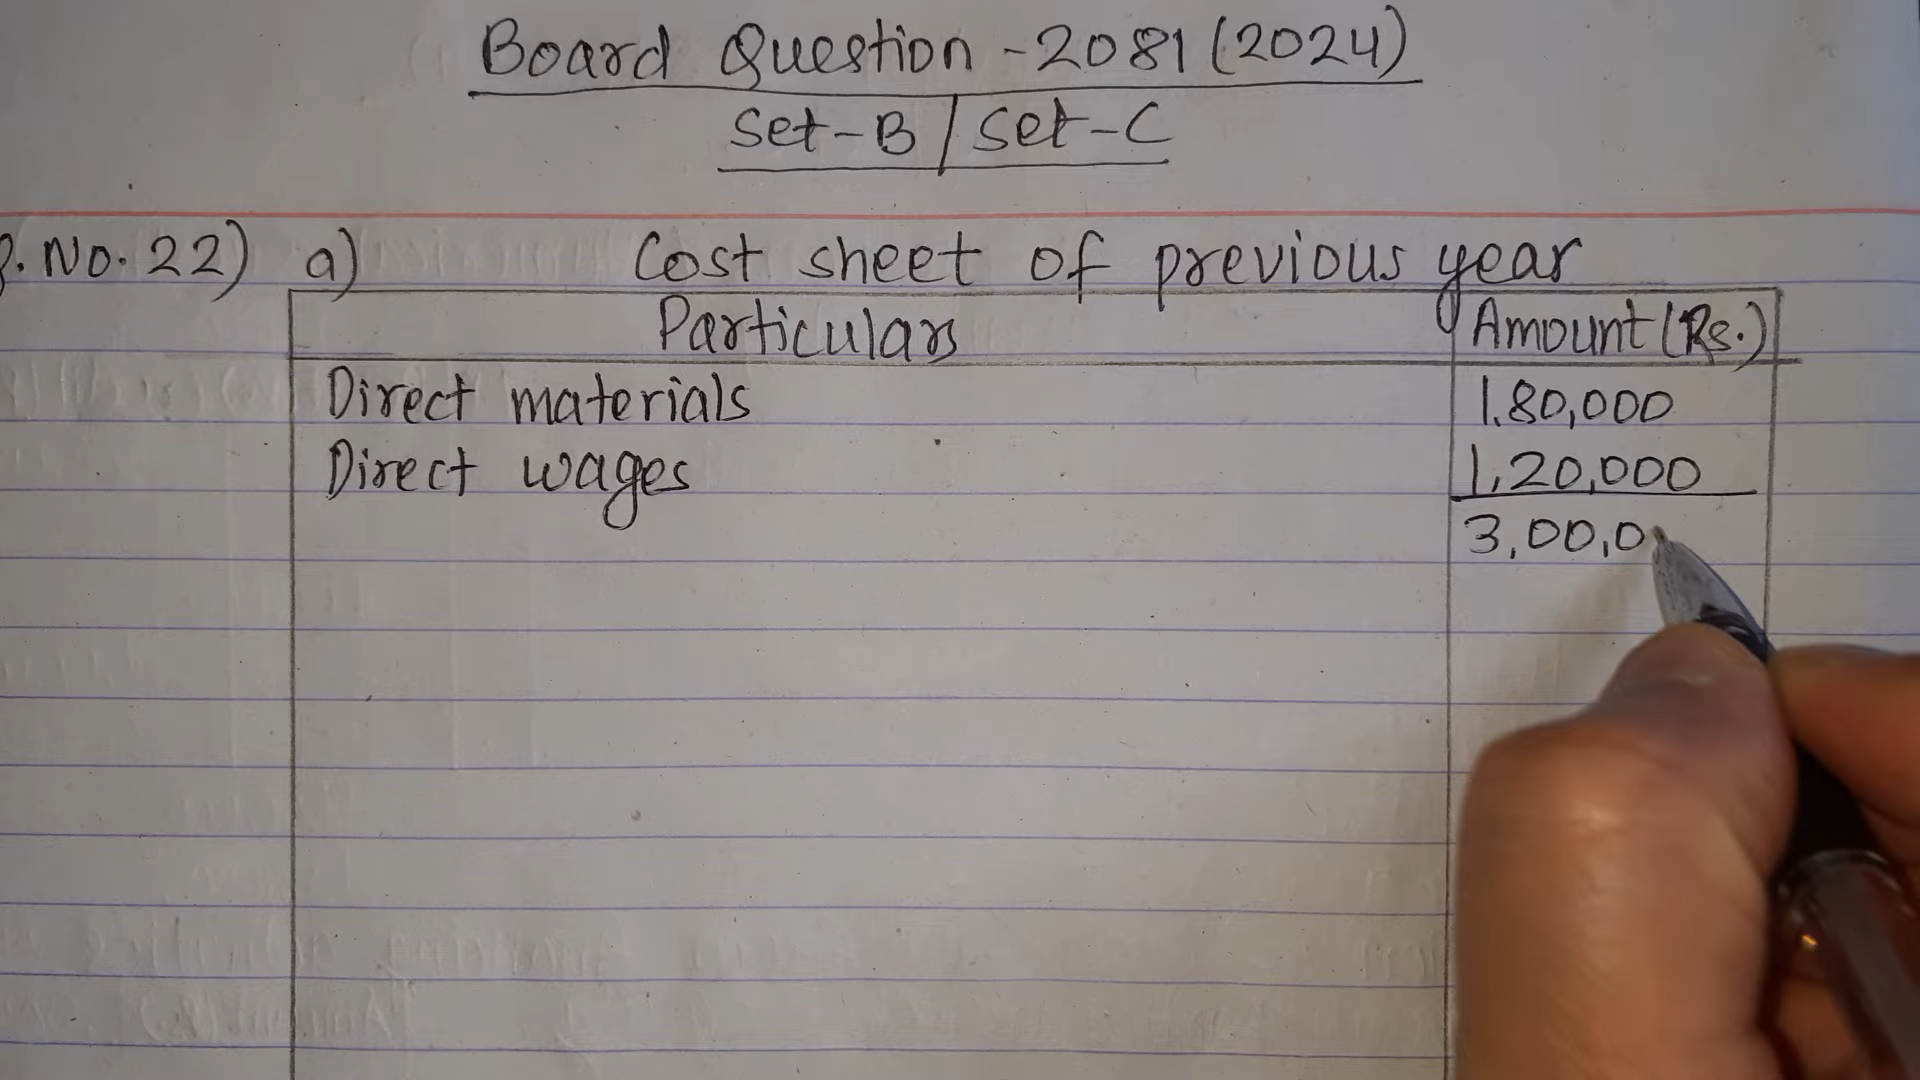 Board Question - 2081 (2024)
Set-B / Set-C
Q. No. 22) a) Cost sheet of previous year
Particulars Amount (Rs.)
Direct materials 1,80,000
Direct wages 1,20,000
3,00,0